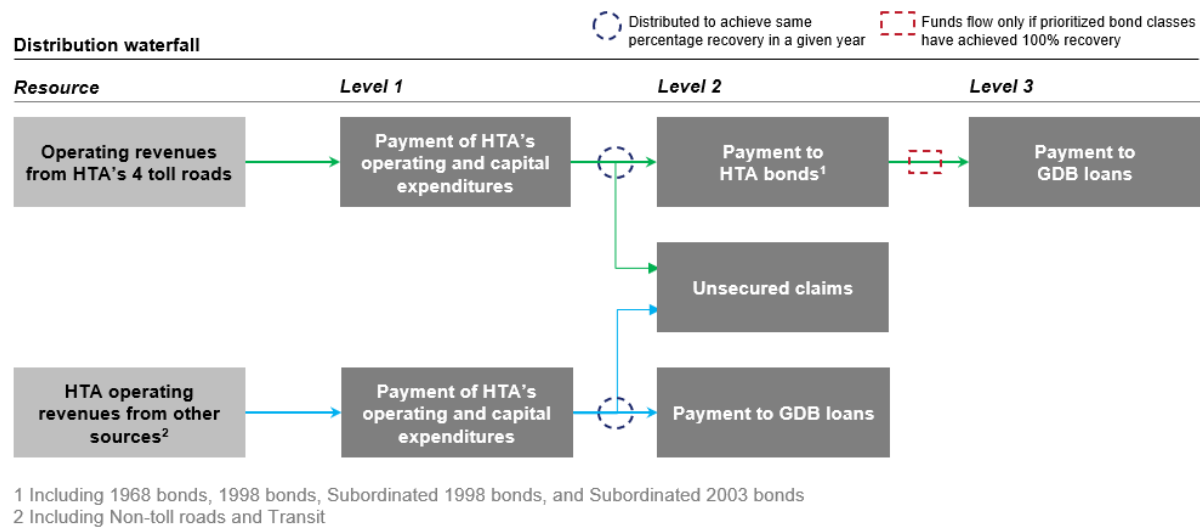 Distributed to achieve same
percentage recovery in a given year
Funds flow only if prioritized bond classes
have achieved 100% recovery
Distribution waterfall
Resource
Level 1
Level 2
Level 3
Operating revenues
from HTA's 4 toll roads
Payment of HTA's
operating and capital
expenditures
Payment to
HTA bonds¹
Payment to
GDB loans
Unsecured claims
HTA operating
revenues from other
sources²
Payment of HTA's
operating and capital
expenditures
Payment to GDB loans
1 Including 1968 bonds, 1998 bonds, Subordinated 1998 bonds, and Subordinated 2003 bonds
2 Including Non-toll roads and Transit